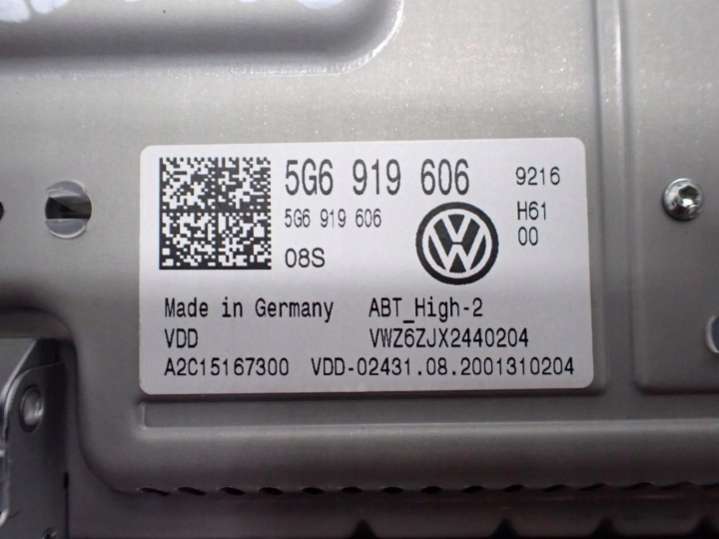 5G6 919 606 9216
5G6 919 606 H61
08S 00
Made in Germany ABT_High-2
VDD VWZ6ZJX2440204
A2C15167300 VDD-02431.08.2001310204